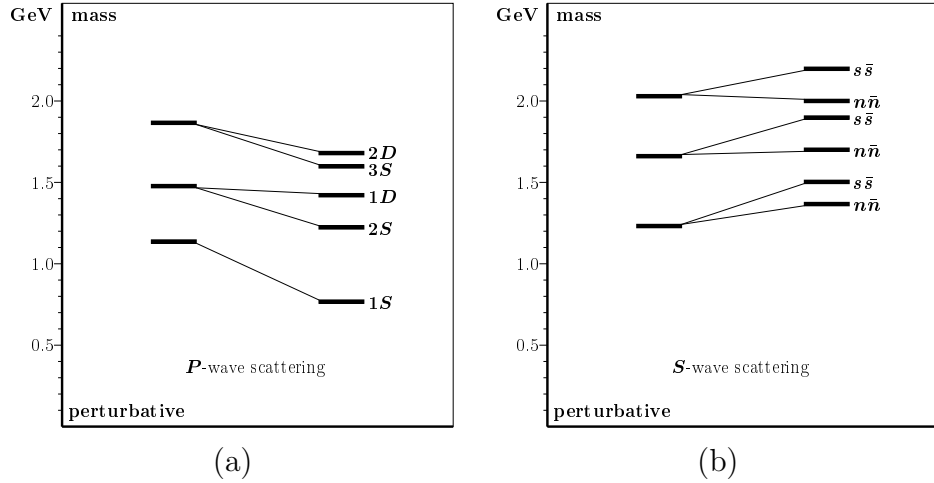 GeV
mass
2.0
1.5
1.0
0.5
2D
3S
1D
2S
1S
P-wave scattering
perturbative
(a)
GeV
mass
2.0
1.5
1.0
0.5
ss̄
nn̄
ss̄
nn̄
ss̄
nn̄
S-wave scattering
perturbative
(b)